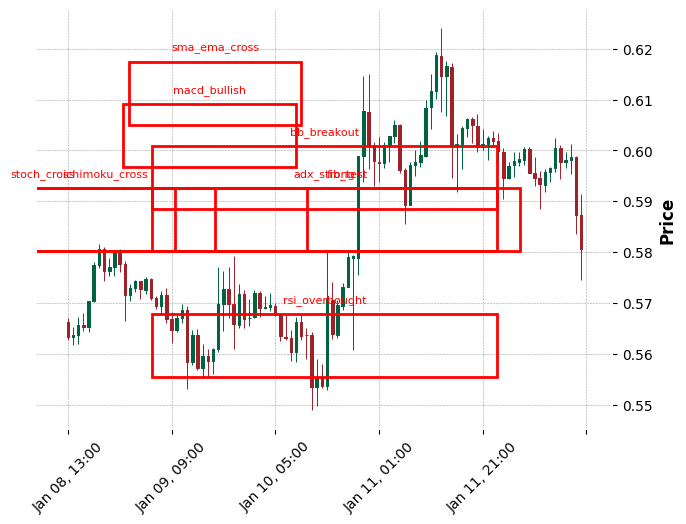 sma_ema_cross
macd_bullish
bb_breakout
stoch_cross
ichimoku_cross
adx_strong
fib_test
rsi_overbought
0.62
0.61
0.60
0.59
0.58
0.57
0.56
0.55
Price
Jan 08, 13:00
Jan 09, 09:00
Jan 10, 05:00
Jan 11, 01:00
Jan 11, 21:00